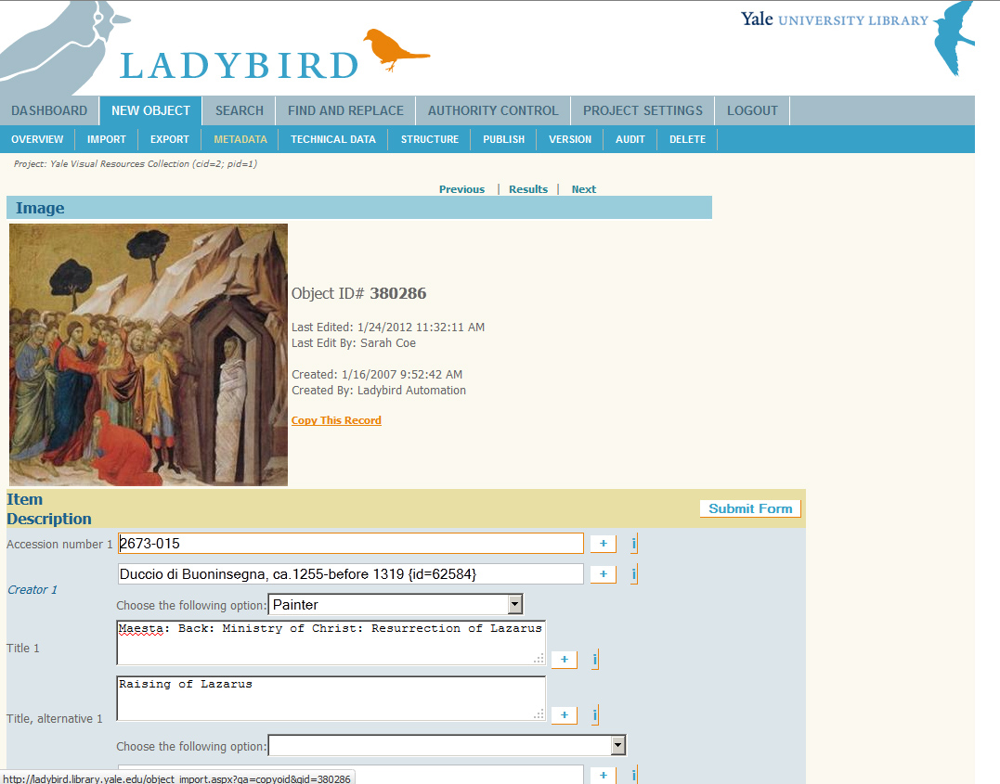 LADYBIRD
Yale UNIVERSITY LIBRARY
DASHBOARD NEW OBJECT SEARCH FIND AND REPLACE AUTHORITY CONTROL PROJECT SETTINGS LOGOUT
OVERVIEW IMPORT EXPORT METADATA TECHNICAL DATA STRUCTURE PUBLISH VERSION AUDIT DELETE
Project: Yale Visual Resources Collection (cid=2; pid=1)
Previous | Results | Next
Image
Object ID# 380286
Last Edited: 1/24/2012 11:32:11 AM
Last Edit By: Sarah Coe
Created: 1/16/2007 9:52:42 AM
Created By: Ladybird Automation
Copy This Record
Item
Description
Submit Form
Accession number 1 2673-015 + i
Creator 1 Duccio di Buoninsegna, ca.1255-before 1319 {id=62584} + i
Choose the following option: Painter
Title 1 Maesta: Back: Ministry of Christ: Resurrection of Lazarus + i
Title, alternative 1 Raising of Lazarus + i
Choose the following option:
+ i
http://ladybird.library.yale.edu/object_import.aspx?qa=copyoid&qid=380286